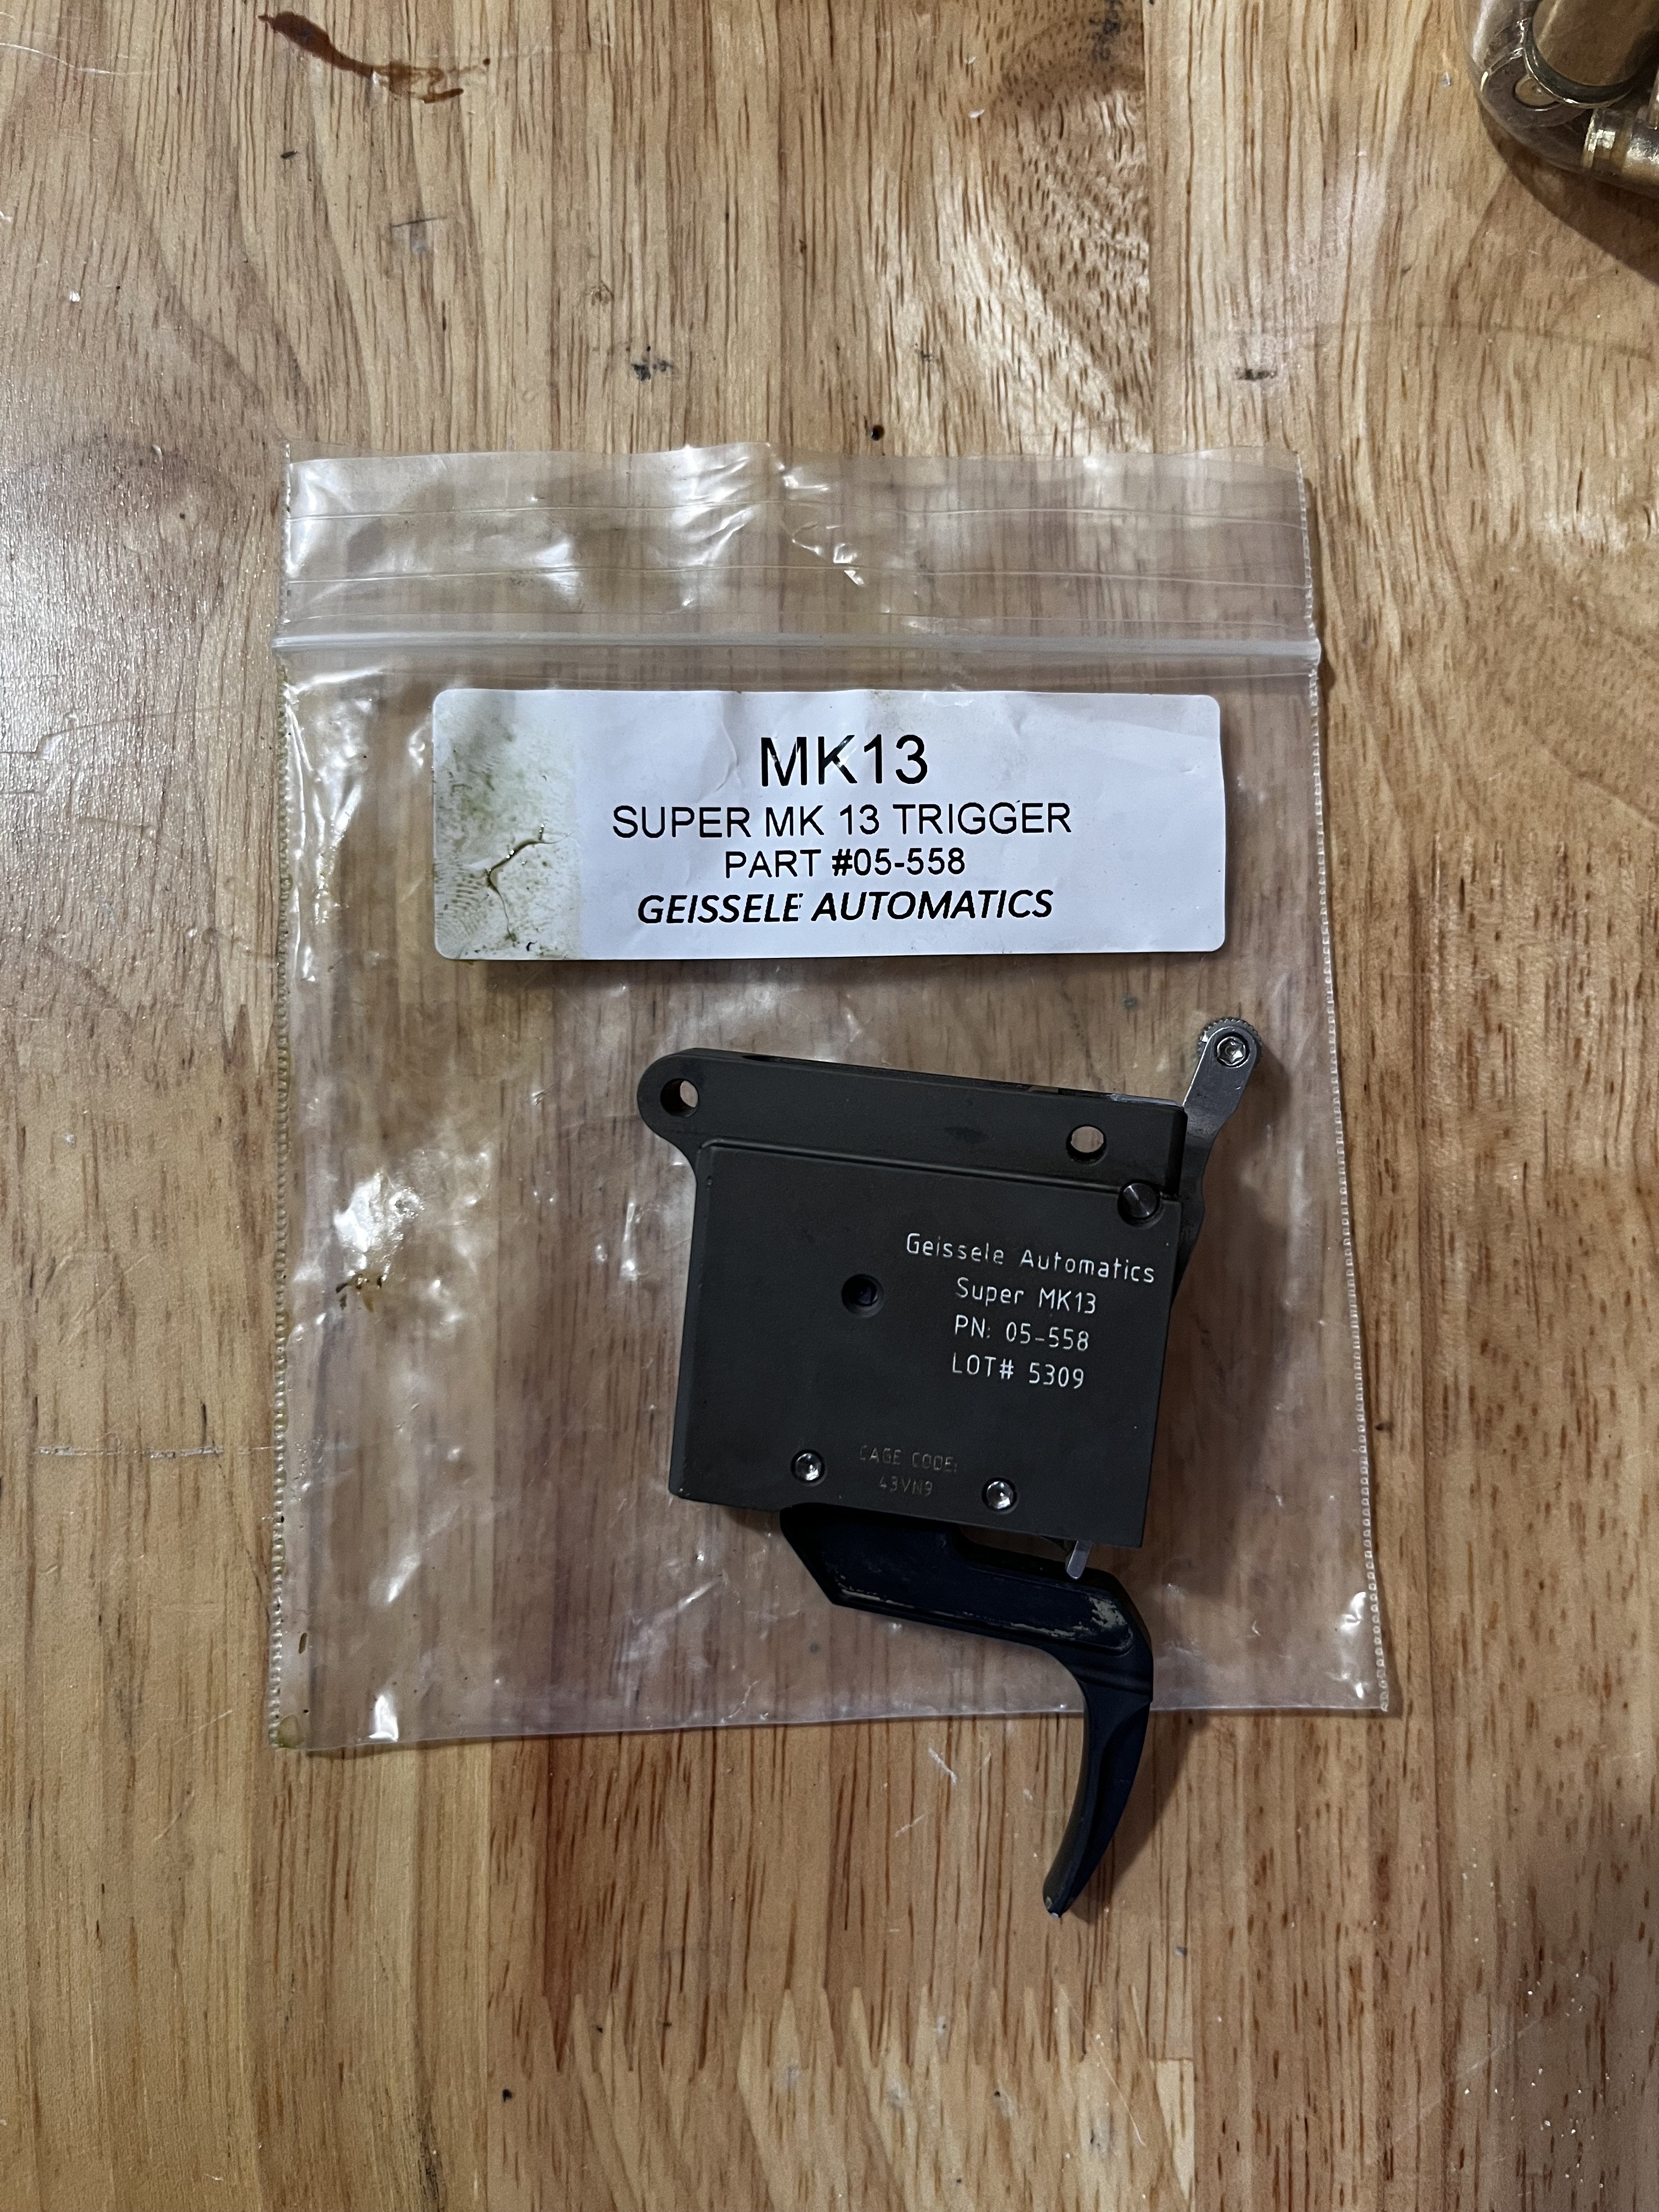 MK13
SUPER MK 13 TRIGGER
PART #05-558
GEISSELE AUTOMATICS
Geissele Automatics
Super MK13
PN: 05-558
LOT# 5309
CAGE CODE:
43VN9